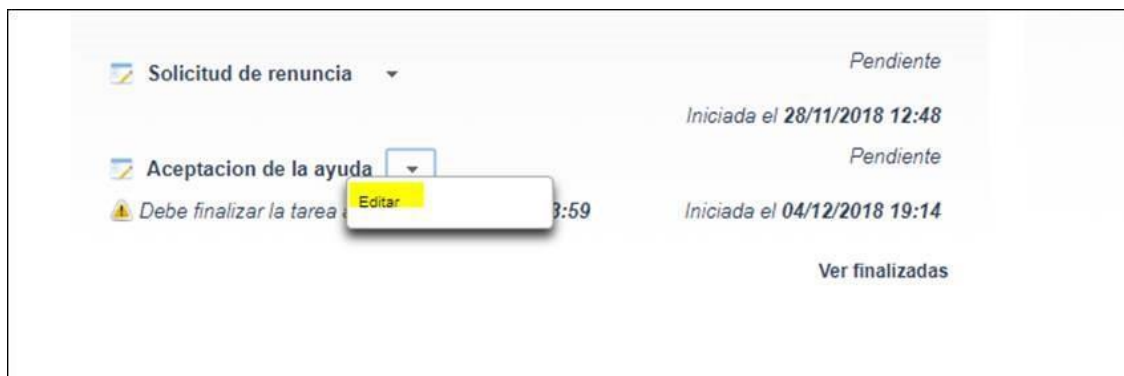 Solicitud de renuncia
Pendiente
Iniciada el 28/11/2018 12:48
Aceptacion de la ayuda
Pendiente
Editar
Debe finalizar la tarea 3:59
Iniciada el 04/12/2018 19:14
Ver finalizadas